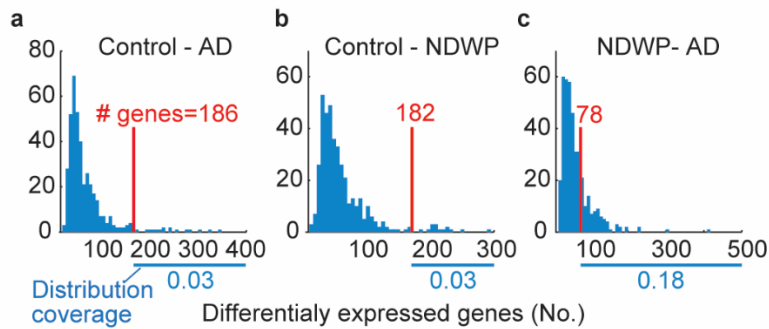 a
Control - AD
80
60
40
20
0
# genes=186
100 200 300 400
0.03
Distribution
coverage
b
Control - NDWP
60
40
20
0
182
0 100 200 300
0.03
c
NDWP- AD
60
40
20
0
78
100 300 500
0.18
Differentialy expressed genes (No.)